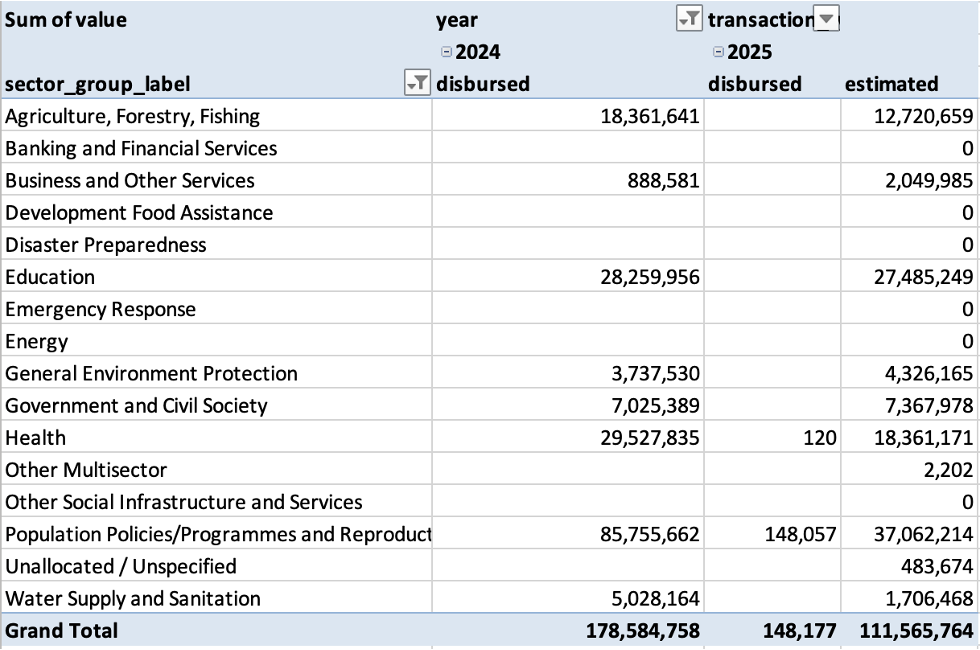 Sum of value year transaction
2024 2025
sector_group_label disbursed disbursed estimated
Agriculture, Forestry, Fishing 18,361,641 12,720,659
Banking and Financial Services 0
Business and Other Services 888,581 2,049,985
Development Food Assistance 0
Disaster Preparedness 0
Education 28,259,956 27,485,249
Emergency Response 0
Energy 0
General Environment Protection 3,737,530 4,326,165
Government and Civil Society 7,025,389 7,367,978
Health 29,527,835 120 18,361,171
Other Multisector 2,202
Other Social Infrastructure and Services 0
Population Policies/Programmes and Reproduct 85,755,662 148,057 37,062,214
Unallocated / Unspecified 483,674
Water Supply and Sanitation 5,028,164 1,706,468
Grand Total 178,584,758 148,177 111,565,764